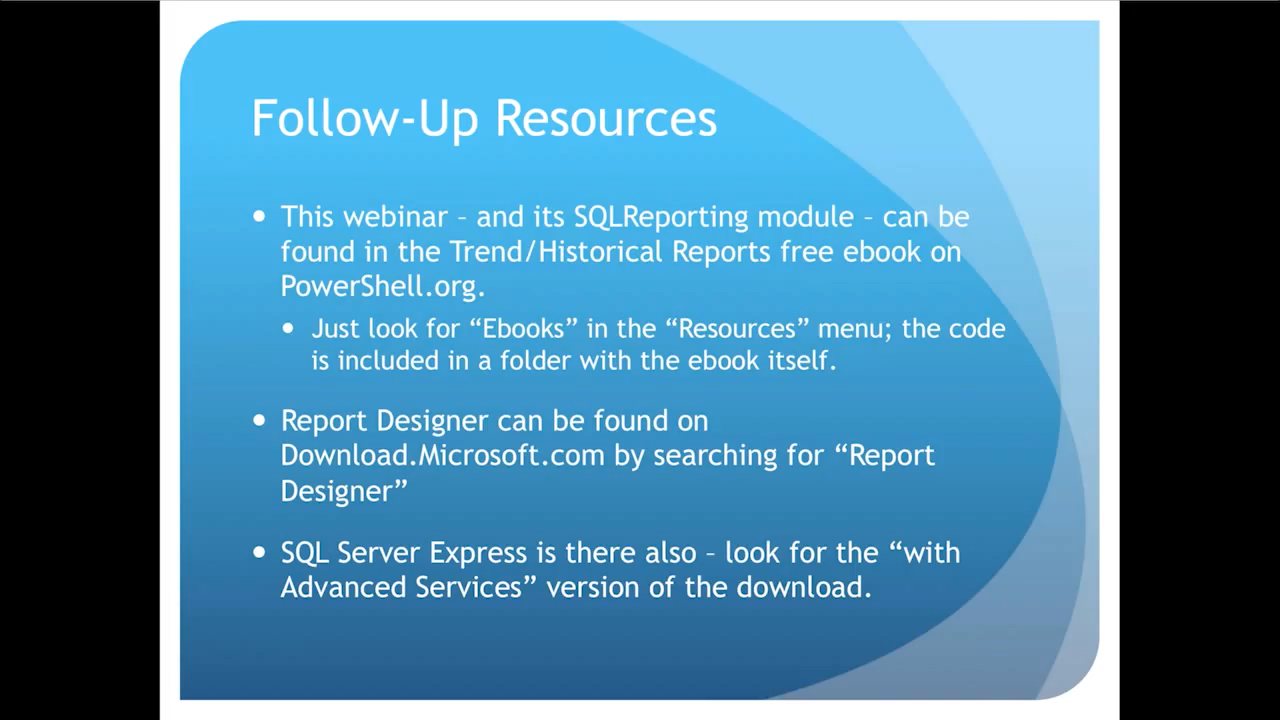 Follow-Up Resources
• This webinar – and its SQLReporting module – can be
found in the Trend/Historical Reports free ebook on
PowerShell.org.
• Just look for “Ebooks” in the “Resources” menu; the code
is included in a folder with the ebook itself.
• Report Designer can be found on
Download.Microsoft.com by searching for “Report
Designer”
• SQL Server Express is there also – look for the “with
Advanced Services” version of the download.